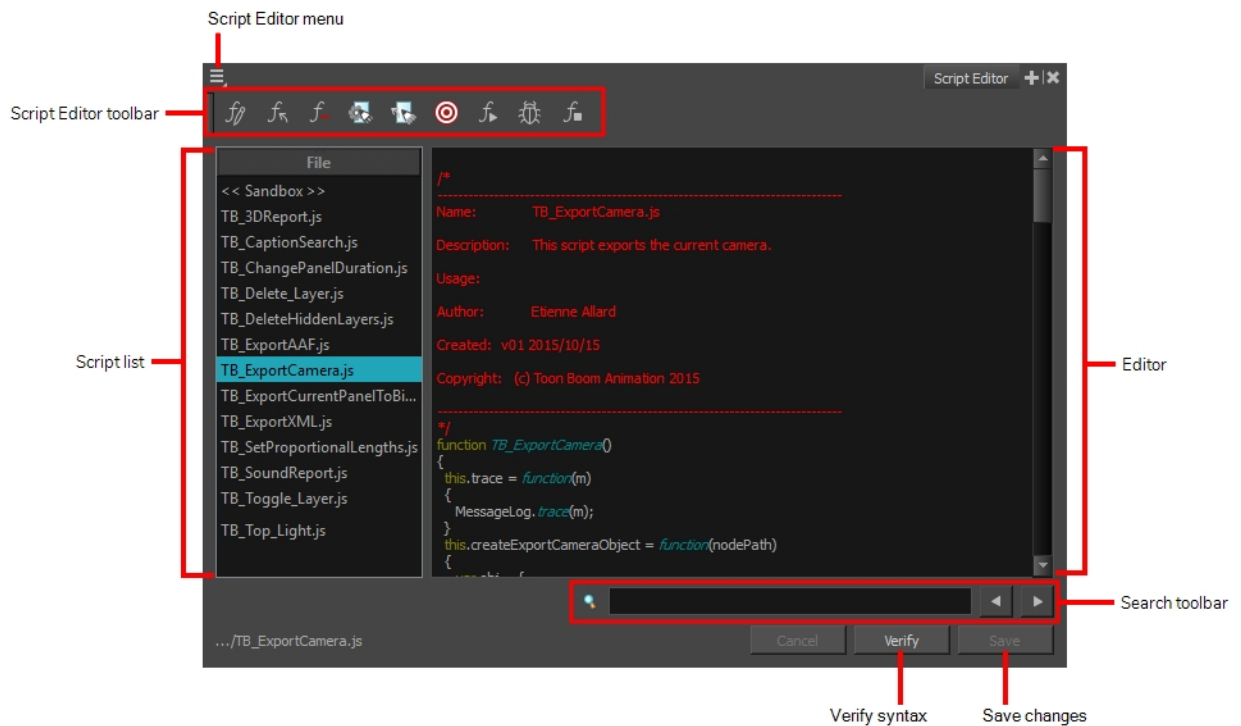 Script Editor menu
Script Editor
Script Editor toolbar
File
<< Sandbox >>
TB_3DReport.js
TB_CaptionSearch.js
TB_ChangePanelDuration.js
TB_Delete_Layer.js
TB_DeleteHiddenLayers.js
TB_ExportAAF.js
TB_ExportCamera.js
TB_ExportCurrentPanelToBi...
TB_ExportXML.js
TB_SetProportionalLengths.js
TB_SoundReport.js
TB_Toggle_Layer.js
TB_Top_Light.js
Script list
/*
--------------------------------------------------------------------------------
Name: TB_ExportCamera.js
Description: This script exports the current camera.
Usage:
Author: Etienne Allard
Created: v01 2015/10/15
Copyright: (c) Toon Boom Animation 2015
--------------------------------------------------------------------------------
*/
function TB_ExportCamera()
{
this.trace = function(m)
{
MessageLog.trace(m);
}
this.createExportCameraObject = function(nodePath)
{
Editor
Search toolbar
.../TB_ExportCamera.js
Cancel
Verify
Save
Verify syntax
Save changes